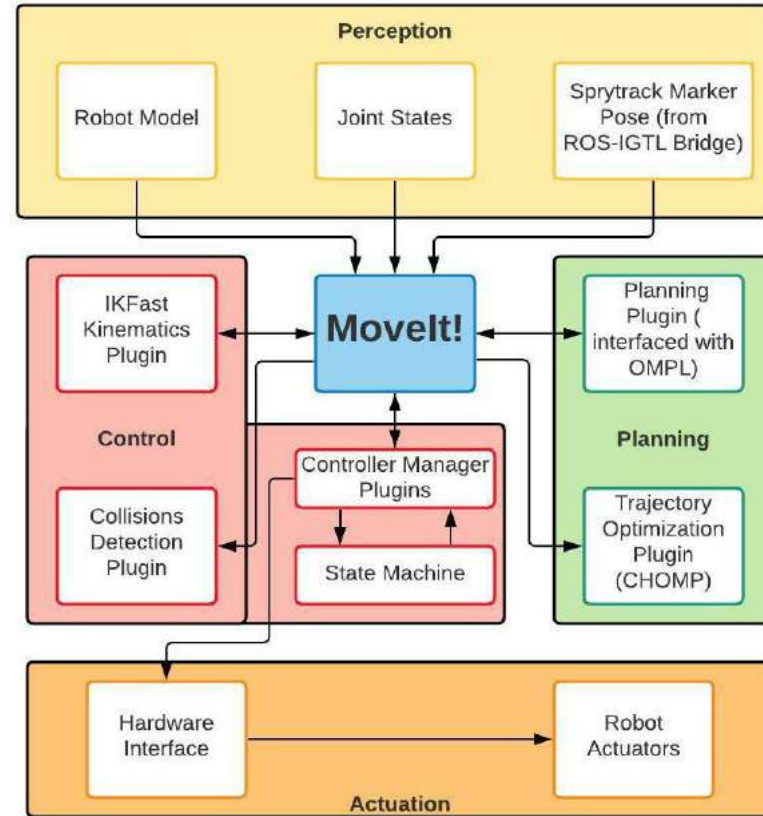 Perception
Robot Model
Joint States
Sprytrack Marker
Pose (from
ROS-IGTL Bridge)
IKFast
Kinematics
Plugin
MoveIt!
Planning
Plugin (
interfaced with
OMPL)
Control
Planning
Controller Manager
Plugins
Collisions
Detection
Plugin
State Machine
Trajectory
Optimization
Plugin
(CHOMP)
Hardware
Interface
Robot
Actuators
Actuation